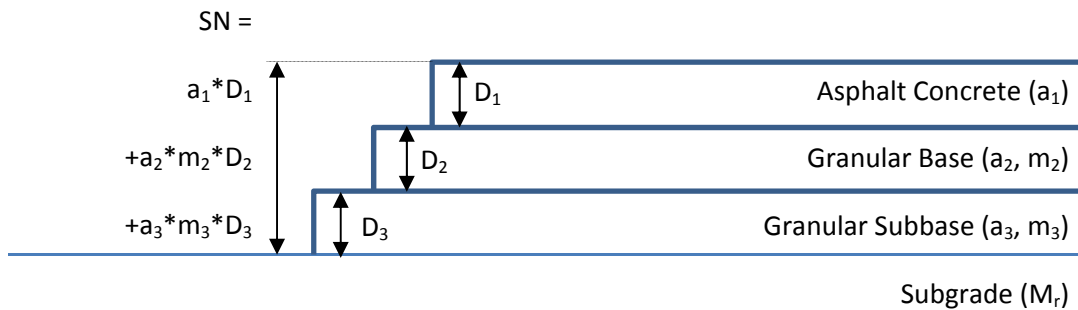 SN =
a₁*D₁
D₁
Asphalt Concrete (a₁)
+a₂*m₂*D₂
D₂
Granular Base (a₂, m₂)
+a₃*m₃*D₃
D₃
Granular Subbase (a₃, m₃)
Subgrade (Mᵣ)